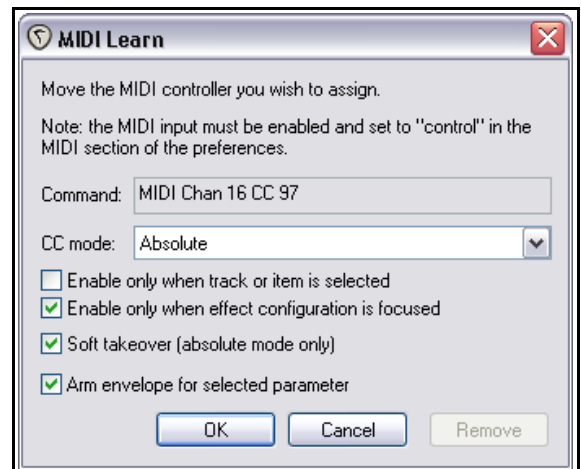 MIDI Learn
Move the MIDI controller you wish to assign.
Note: the MIDI input must be enabled and set to "control" in the
MIDI section of the preferences.
Command: MIDI Chan 16 CC 97
CC mode: Absolute
Enable only when track or item is selected
Enable only when effect configuration is focused
Soft takeover (absolute mode only)
Arm envelope for selected parameter
OK Cancel Remove